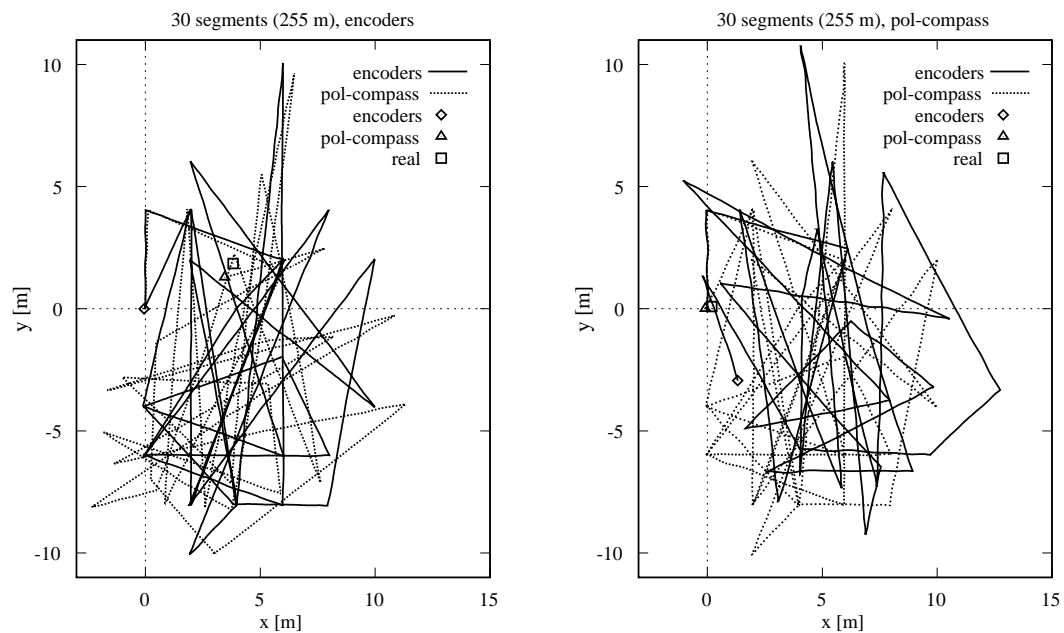 30 segments (255 m), encoders
10
5
0
-5
-10
0
5
10
15
x [m]
y [m]
encoders
pol-compass
encoders
pol-compass
real
30 segments (255 m), pol-compass
10
5
0
-5
-10
0
5
10
15
x [m]
y [m]
encoders
pol-compass
encoders
pol-compass
real